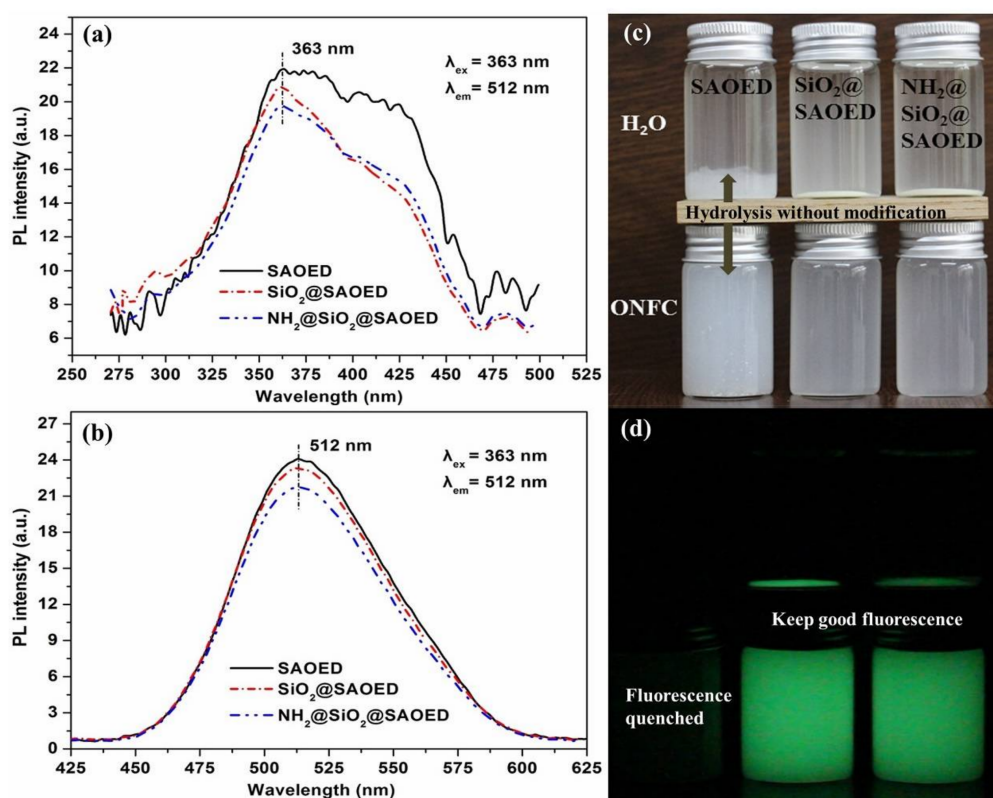 (a)
363 nm
λex = 363 nm
λem = 512 nm
PL intensity (a.u.)
24
22
20
18
16
14
12
10
8
6
SAOED
SiO2@SAOED
NH2@SiO2@SAOED
250 275 300 325 350 375 400 425 450 475 500 525
Wavelength (nm)
(b)
512 nm
λex = 363 nm
λem = 512 nm
PL intensity (a.u.)
27
24
21
18
15
12
9
6
3
0
SAOED
SiO2@SAOED
NH2@SiO2@SAOED
425 450 475 500 525 550 575 600 625
Wavelength (nm)
(c)
SAOED
SiO2@
SAOED
NH2@
SiO2@
SAOED
H2O
Hydrolysis without modification
ONFC
(d)
Keep good fluorescence
Fluorescence
quenched